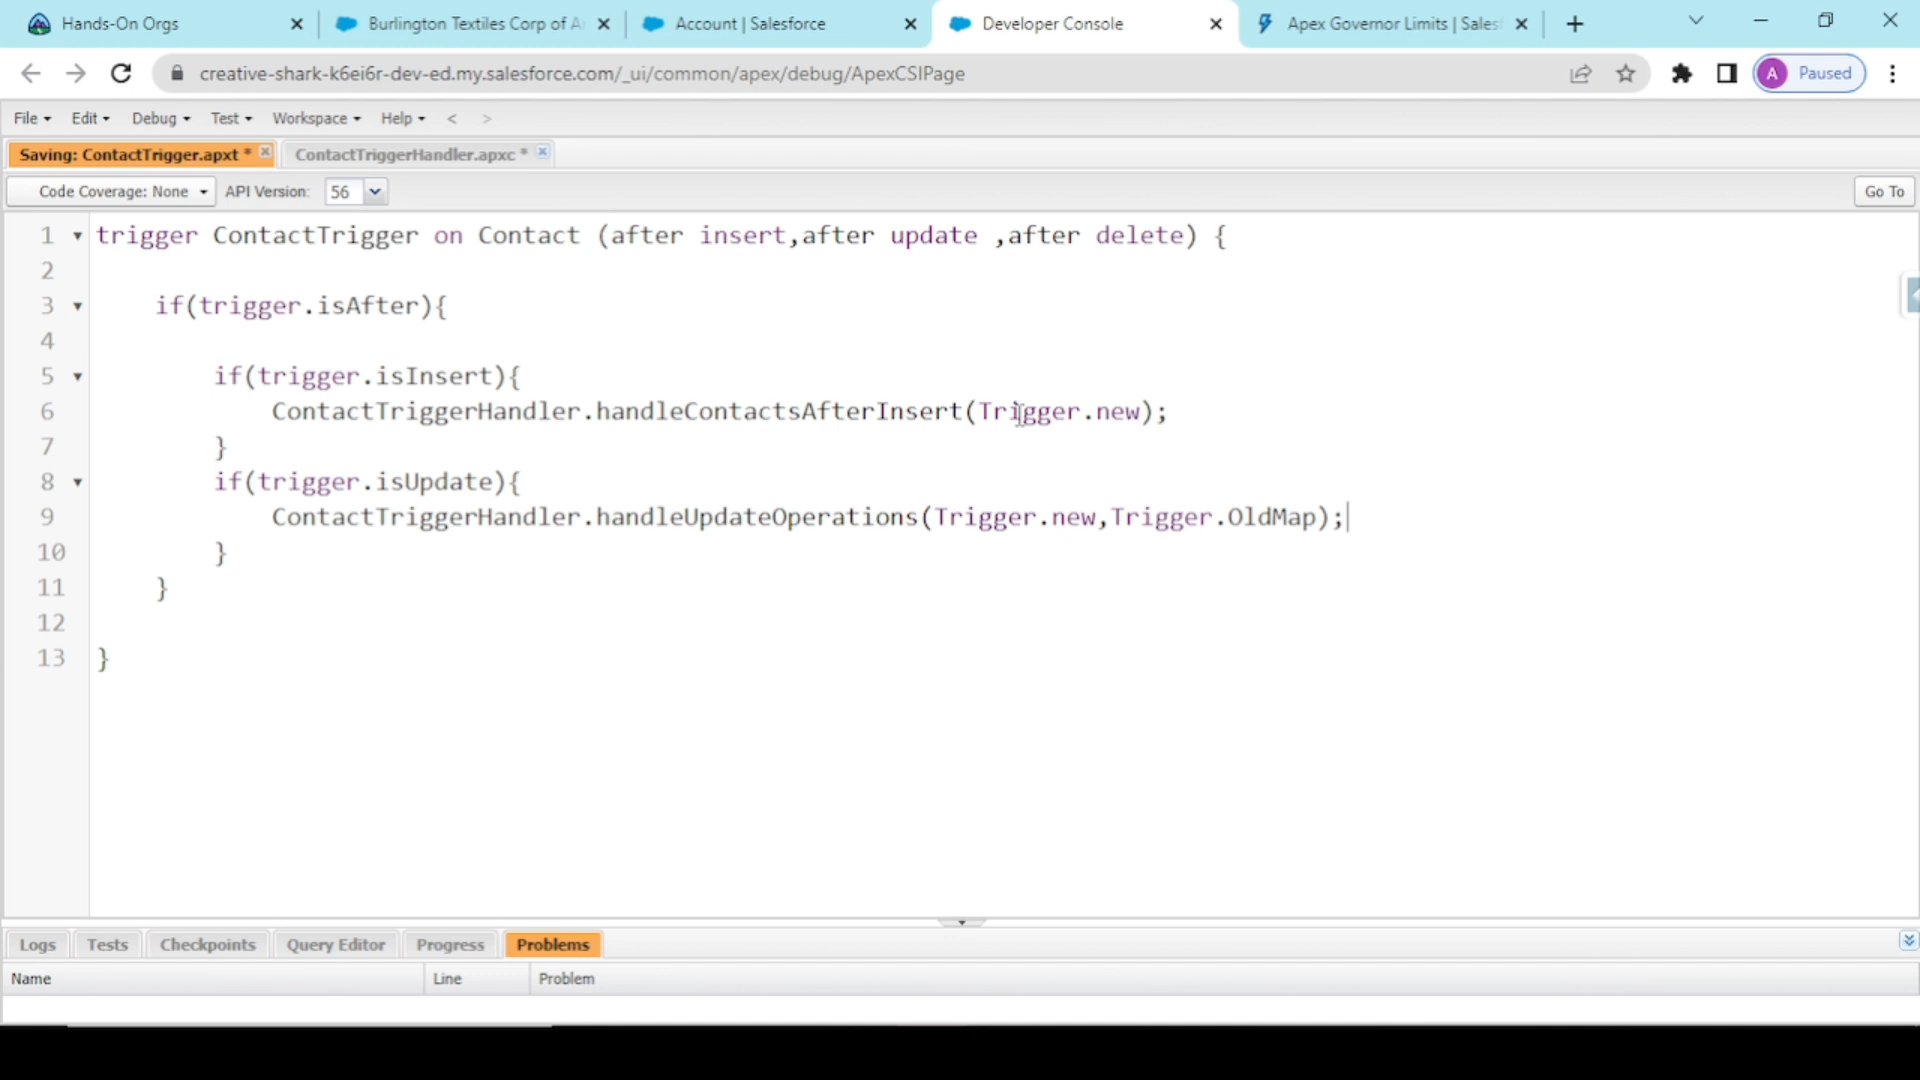 Hands-On Orgs
Burlington Textiles Corp of A
Account | Salesforce
Developer Console
Apex Governor Limits | Sales
creative-shark-k6ei6r-dev-ed.my.salesforce.com/_ui/common/apex/debug/ApexCSIPage
A Paused
File Edit Debug Test Workspace Help < >
Saving: ContactTrigger.apxt * ContactTriggerHandler.apxc *
Code Coverage: None API Version: 56 Go To
1 trigger ContactTrigger on Contact (after insert,after update ,after delete) {
2
3 if(trigger.isAfter){
4
5 if(trigger.isInsert){
6 ContactTriggerHandler.handleContactsAfterInsert(Trigger.new);
7 }
8 if(trigger.isUpdate){
9 ContactTriggerHandler.handleUpdateOperations(Trigger.new,Trigger.OldMap);
10 }
11 }
12
13 }
Logs Tests Checkpoints Query Editor Progress Problems
Name Line Problem